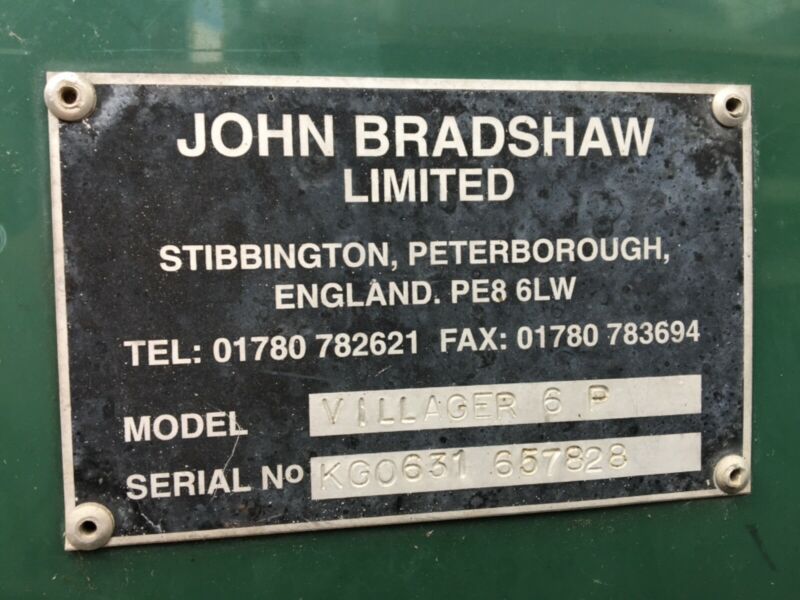 JOHN BRADSHAW
LIMITED
STIBBINGTON, PETERBOROUGH,
ENGLAND. PE8 6LW
TEL: 01780 782621 FAX: 01780 783694
MODEL VILLAGER 6 P
SERIAL No KG0631 657828